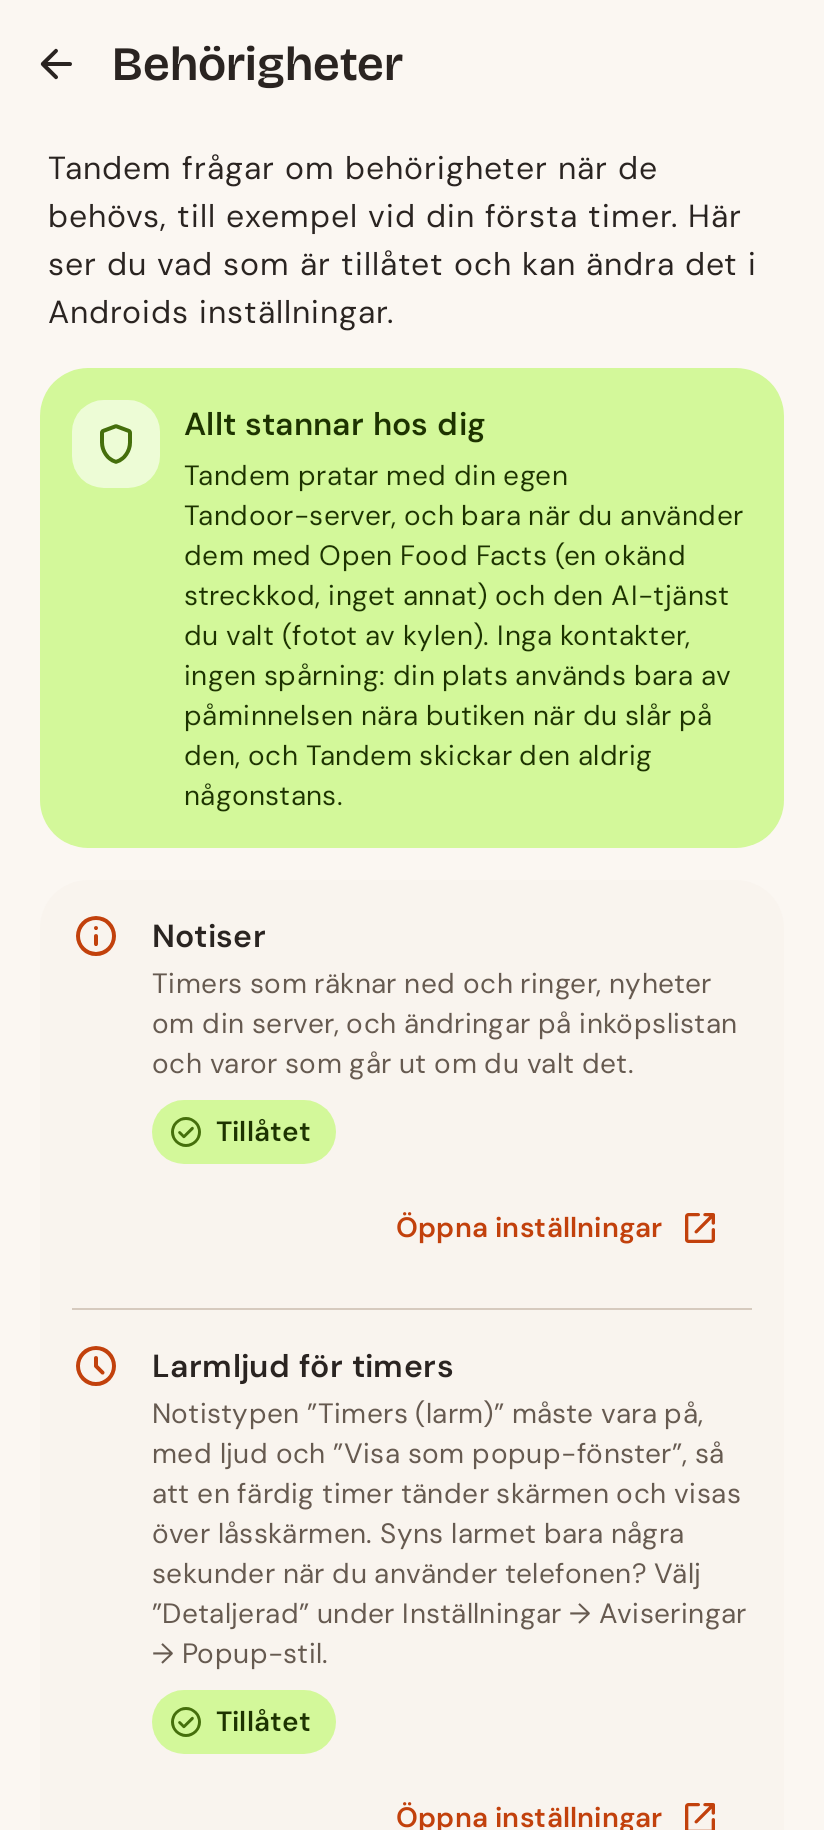 Behörigheter
Tandem frågar om behörigheter när de
behövs, till exempel vid din första timer. Här
ser du vad som är tillåtet och kan ändra det i
Androids inställningar.
Allt stannar hos dig
Tandem pratar med din egen
Tandoor-server, och bara när du använder
dem med Open Food Facts (en okänd
streckkod, inget annat) och den AI-tjänst
du valt (fotot av kylen). Inga kontakter,
ingen spårning: din plats används bara av
påminnelsen nära butiken när du slår på
den, och Tandem skickar den aldrig
någonstans.
Notiser
Timers som räknar ned och ringer, nyheter
om din server, och ändringar på inköpslistan
och varor som går ut om du valt det.
Tillåtet
Öppna inställningar
Larmljud för timers
Notistypen ”Timers (larm)” måste vara på,
med ljud och ”Visa som popup-fönster”, så
att en färdig timer tänder skärmen och visas
över låsskärmen. Syns larmet bara några
sekunder när du använder telefonen? Välj
”Detaljerad” under Inställningar → Aviseringar
→ Popup-stil.
Tillåtet
Öppna inställningar